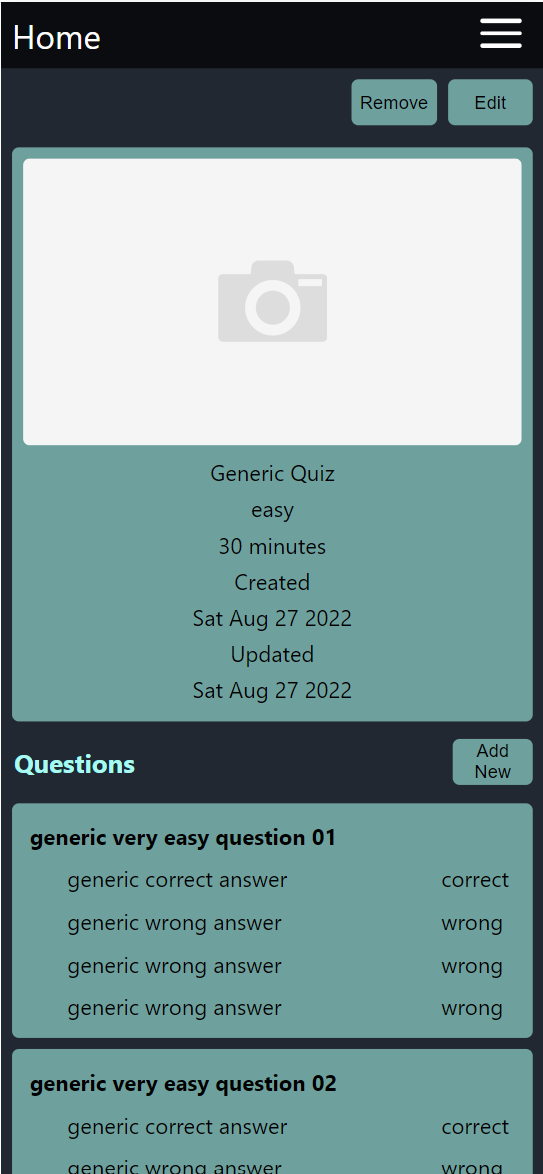 Home
Remove Edit
Generic Quiz
easy
30 minutes
Created
Sat Aug 27 2022
Updated
Sat Aug 27 2022
Questions
Add
New
generic very easy question 01
generic correct answer correct
generic wrong answer wrong
generic wrong answer wrong
generic wrong answer wrong
generic very easy question 02
generic correct answer correct
generic wrong answer wrong